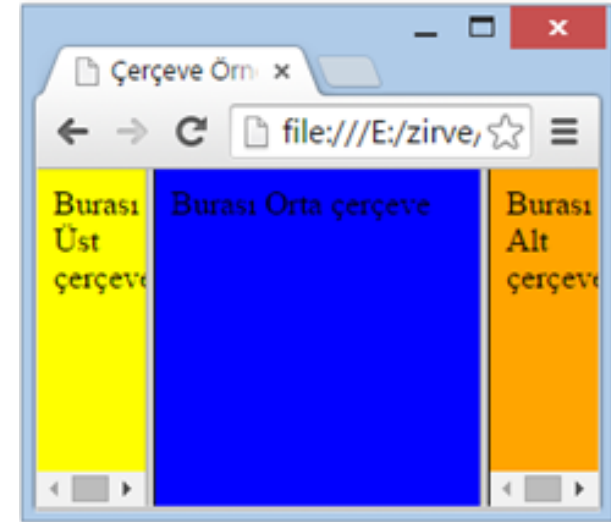 Çerçeve Örn
file:///E:/zirve/
Burası
Üst
çerçeve
Burası Orta çerçeve
Burası
Alt
çerçeve